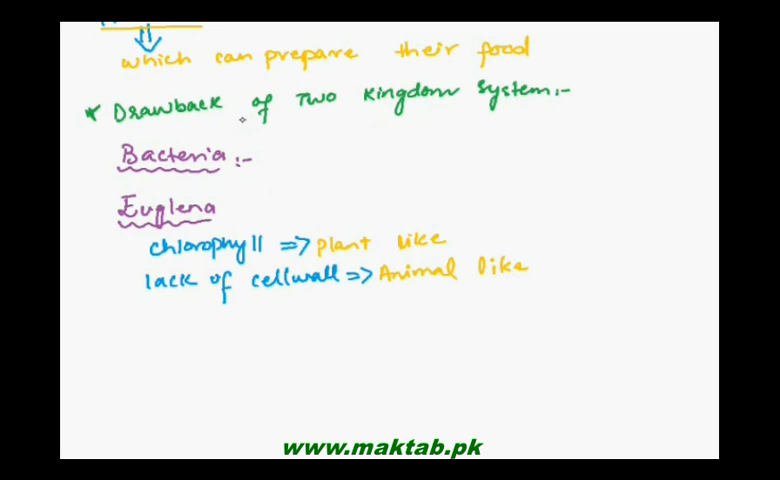 which can prepare their food
* Drawback of Two Kingdom System:-
Bacteria:-
Euglena
chlorophyll => Plant like
lack of cellwall => Animal like
www.maktab.pk